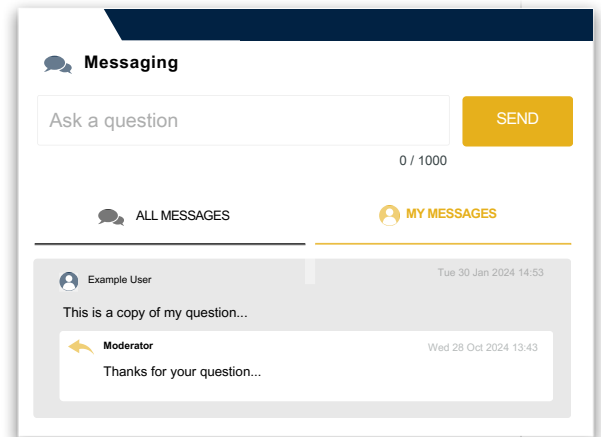 Messaging
Ask a question
SEND
0 / 1000
ALL MESSAGES
MY MESSAGES
Example User
Tue 30 Jan 2024 14:53
This is a copy of my question...
Moderator
Wed 28 Oct 2024 13:43
Thanks for your question...